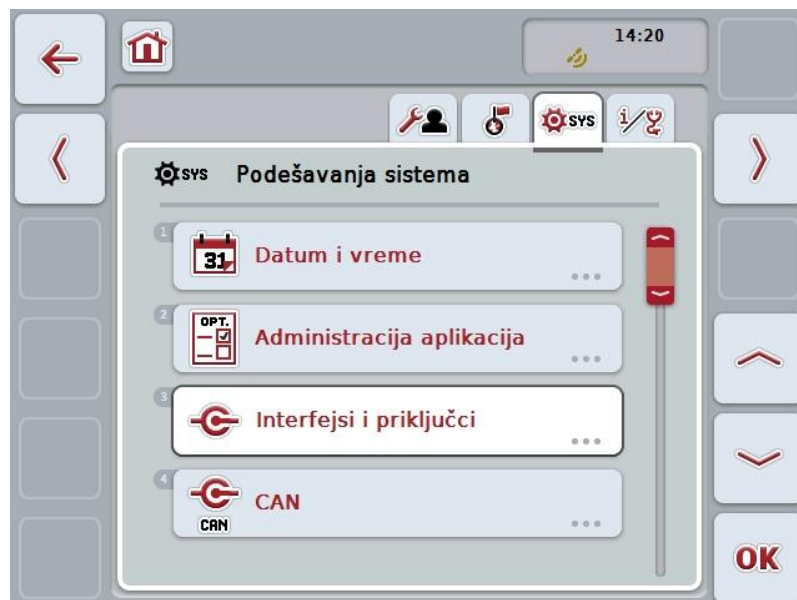 14:20
SYS
i/
SYS Podešavanja sistema
1
31
Datum i vreme
2
OPT.
Administracija aplikacija
3
Interfejsi i priključci
4
CAN
CAN
OK